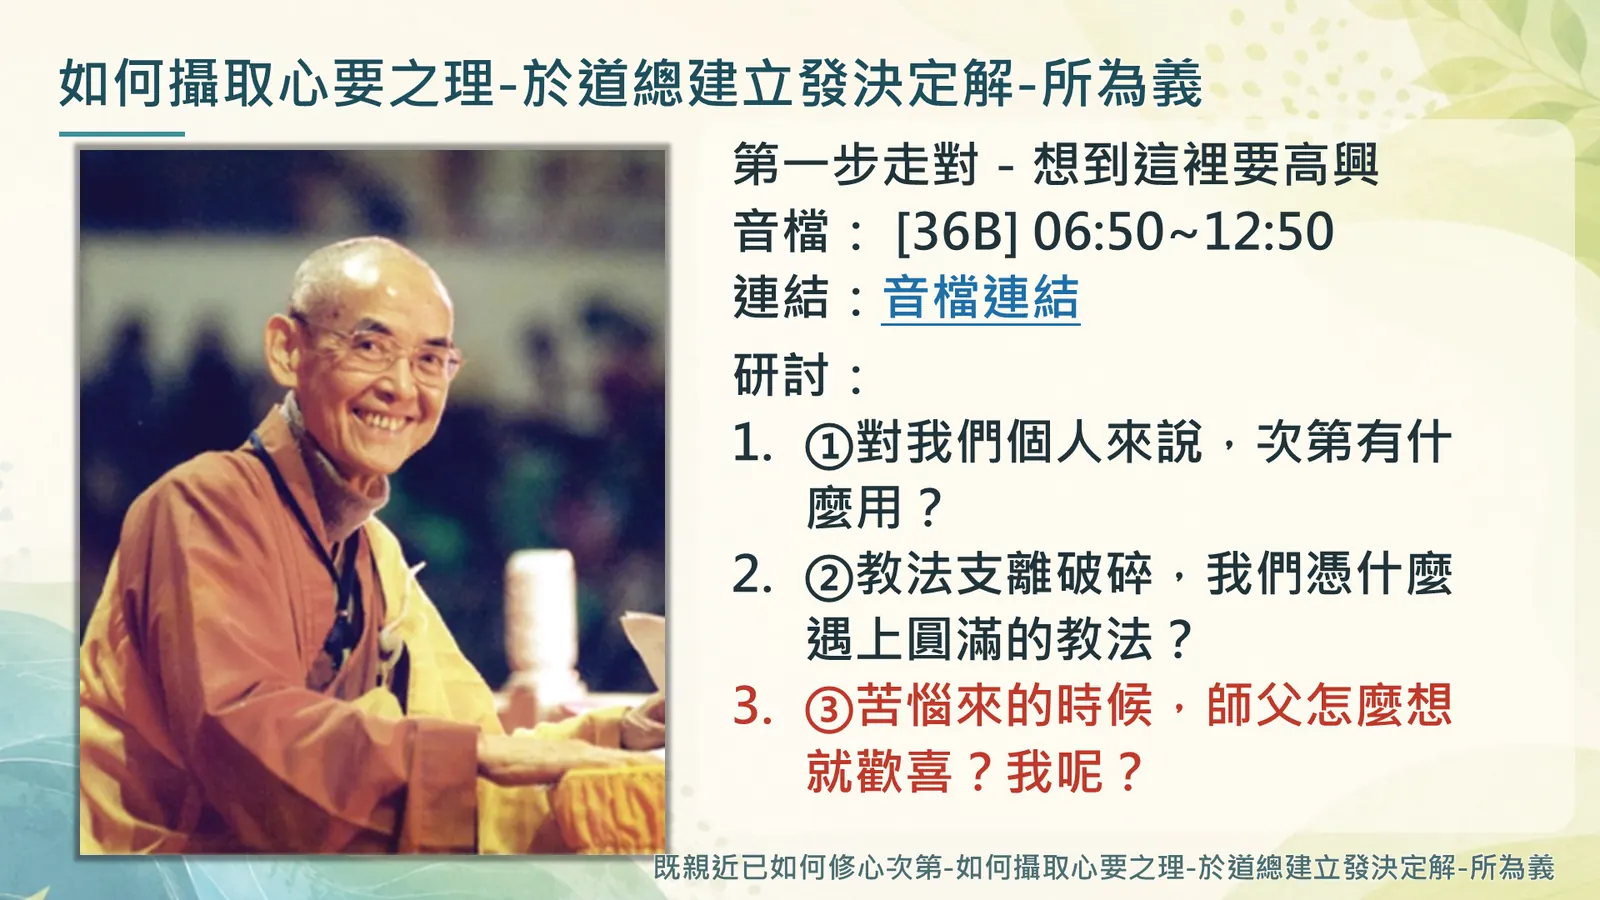 如何攝取心要之理-於道總建立發決定解-所為義
第一步走對 - 想到這裡要高興
音檔： [36B] 06:50~12:50
連結：音檔連結
研討：
1. ①對我們個人來說，次第有什
麼用？
2. ②教法支離破碎，我們憑什麼
遇上圓滿的教法？
3. ③苦惱來的時候，師父怎麼想
就歡喜？我呢？
既親近已如何修心次第-如何攝取心要之理-於道總建立發決定解-所為義